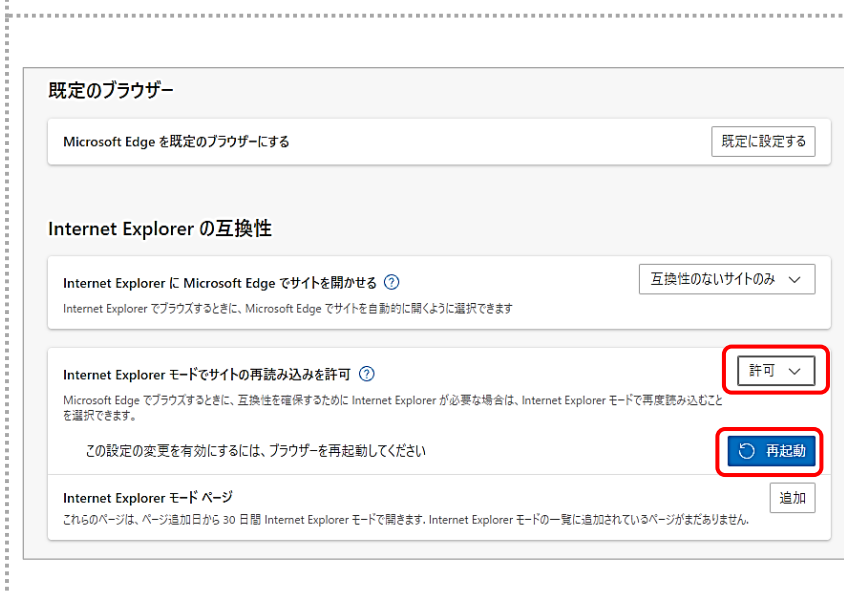 既定のブラウザー
Microsoft Edge を既定のブラウザーにする
既定に設定する
Internet Explorer の互換性
Internet Explorer に Microsoft Edge でサイトを開かせる
互換性のないサイトのみ
Internet Explorer でブラウズするときに、Microsoft Edge でサイトを自動的に開くように選択できます
Internet Explorer モードでサイトの再読み込みを許可
許可
Microsoft Edge でブラウズするときに、互換性を確保するために Internet Explorer が必要な場合は、Internet Explorer モードで再度読み込むこと
を選択できます。
この設定の変更を有効にするには、ブラウザーを再起動してください
再起動
Internet Explorer モード ページ
追加
これらのページは、ページ追加日から 30 日間 Internet Explorer モードで開きます. Internet Explorer モードの一覧に追加されているページがまだありません.